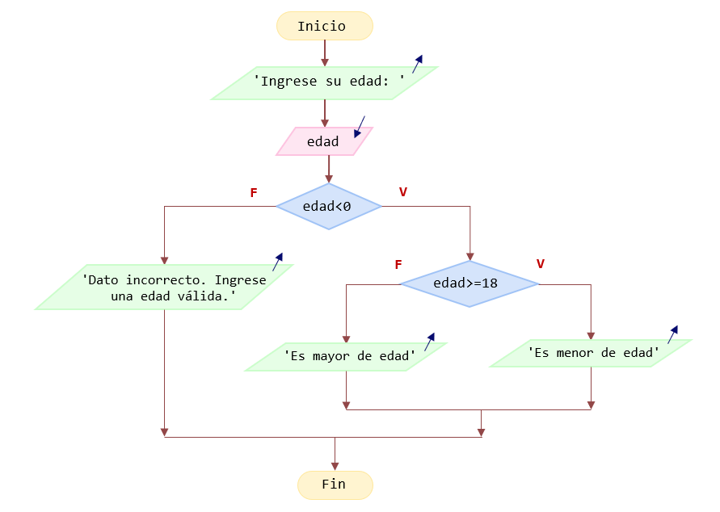 Inicio
'Ingrese su edad: '
edad
F
V
edad<0
F
V
'Dato incorrecto. Ingrese
una edad válida.'
edad>=18
'Es mayor de edad'
'Es menor de edad'
Fin